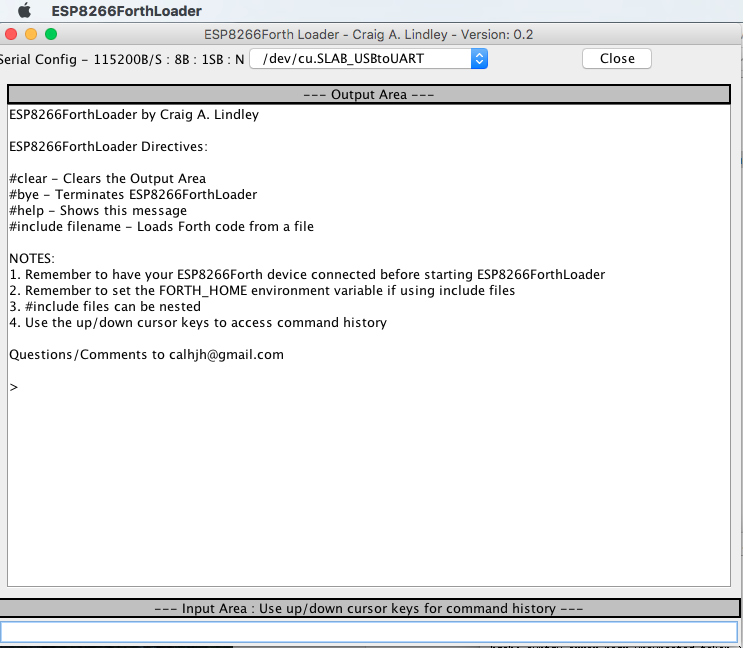 ESP8266ForthLoader
ESP8266Forth Loader - Craig A. Lindley - Version: 0.2
Serial Config - 115200B/S : 8B : 1SB : N /dev/cu.SLAB_USBtoUART Close
--- Output Area ---
ESP8266ForthLoader by Craig A. Lindley
ESP8266ForthLoader Directives:
#clear - Clears the Output Area
#bye - Terminates ESP8266ForthLoader
#help - Shows this message
#include filename - Loads Forth code from a file
NOTES:
1. Remember to have your ESP8266Forth device connected before starting ESP8266ForthLoader
2. Remember to set the FORTH_HOME environment variable if using include files
3. #include files can be nested
4. Use the up/down cursor keys to access command history
Questions/Comments to calhjh@gmail.com
>
--- Input Area : Use up/down cursor keys for command history ---